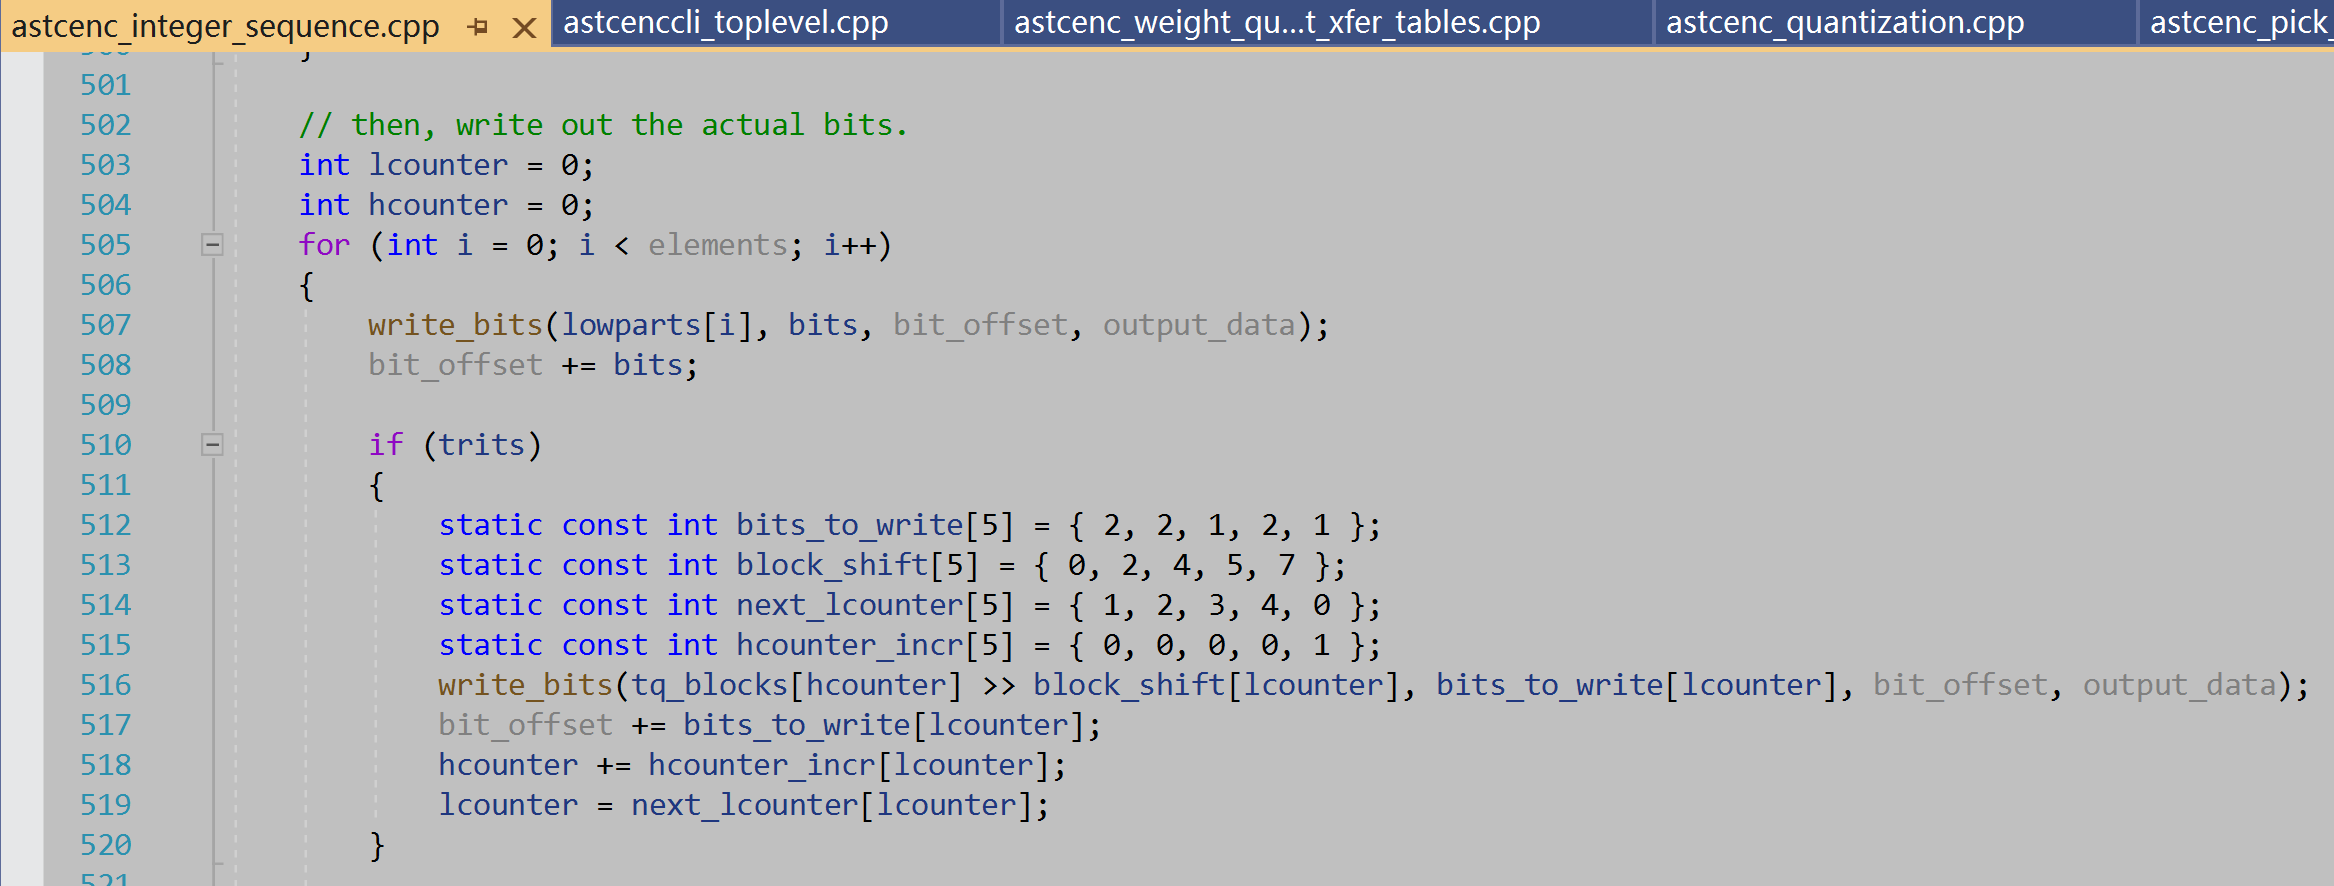 astcenc_integer_sequence.cpp astcenccli_toplevel.cpp astcenc_weight_qu...t_xfer_tables.cpp astcenc_quantization.cpp astcenc_pick_
500 }
501
502 // then, write out the actual bits.
503 int lcounter = 0;
504 int hcounter = 0;
505 for (int i = 0; i < elements; i++)
506 {
507 write_bits(lowparts[i], bits, bit_offset, output_data);
508 bit_offset += bits;
509
510 if (trits)
511 {
512 static const int bits_to_write[5] = { 2, 2, 1, 2, 1 };
513 static const int block_shift[5] = { 0, 2, 4, 5, 7 };
514 static const int next_lcounter[5] = { 1, 2, 3, 4, 0 };
515 static const int hcounter_incr[5] = { 0, 0, 0, 0, 1 };
516 write_bits(tq_blocks[hcounter] >> block_shift[lcounter], bits_to_write[lcounter], bit_offset, output_data);
517 bit_offset += bits_to_write[lcounter];
518 hcounter += hcounter_incr[lcounter];
519 lcounter = next_lcounter[lcounter];
520 }
521